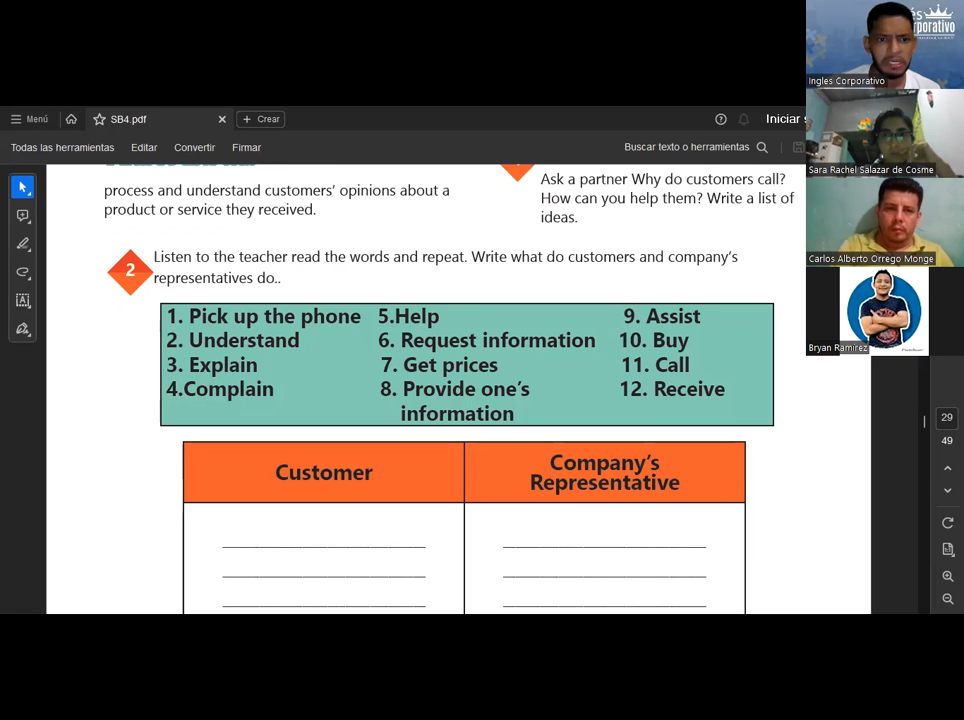 Menú
SB4.pdf
Crear
Iniciar s
Todas las herramientas
Editar
Convertir
Firmar
Buscar texto o herramientas
process and understand customers' opinions about a
product or service they received.
Ask a partner Why do customers call?
How can you help them? Write a list of
ideas.
2
Listen to the teacher read the words and repeat. Write what do customers and company's
representatives do..
1. Pick up the phone
2. Understand
3. Explain
4.Complain
5.Help
6. Request information
7. Get prices
8. Provide one's
information
9. Assist
10. Buy
11. Call
12. Receive
Customer
Company's
Representative
29
49
Ingles Corporativo
Sara Rachel Salazar de Cosme
Carlos Alberto Orrego Monge
Bryan Ramirez